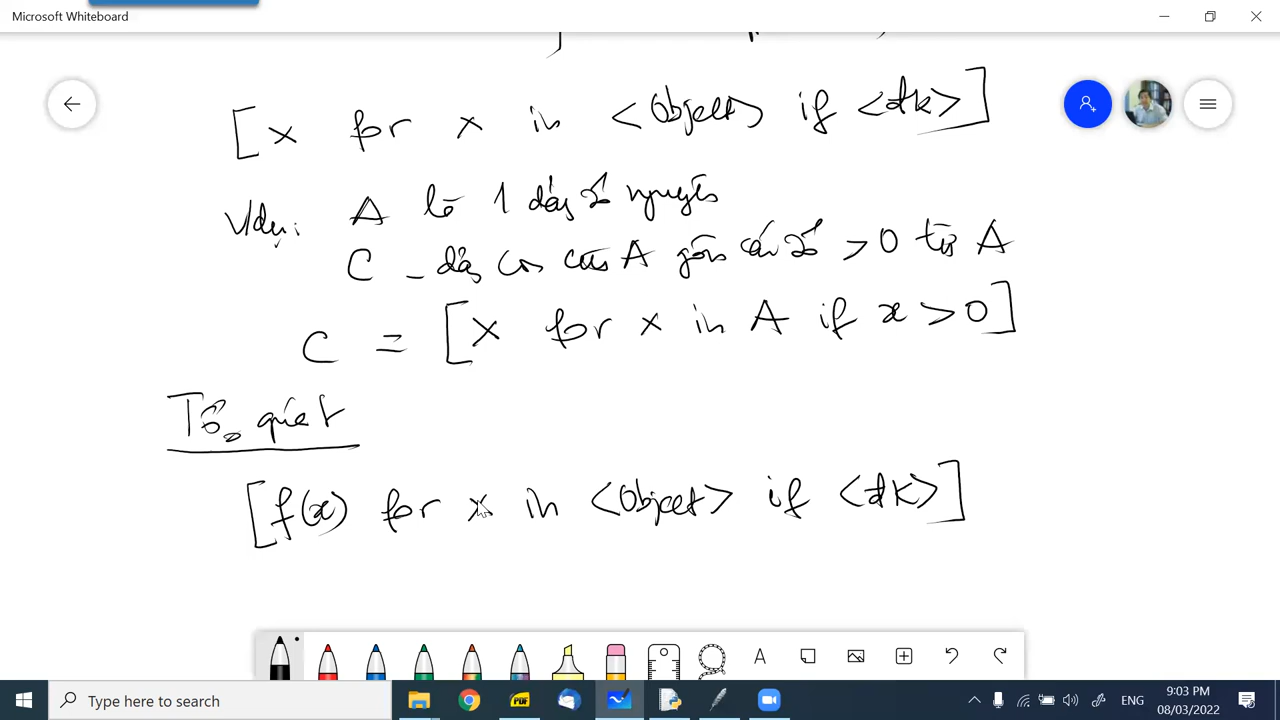 Microsoft Whiteboard
[x for x in <Object> if <đk>]
V/dụ: A là 1 dãy số nguyên
C - dãy con của A gồm các số > 0 từ A
C = [x for x in A if x > 0]
Tổng quát
[f(x) for x in <Object> if <đk>]
A
Type here to search
PDF
ENG
9:03 PM
08/03/2022